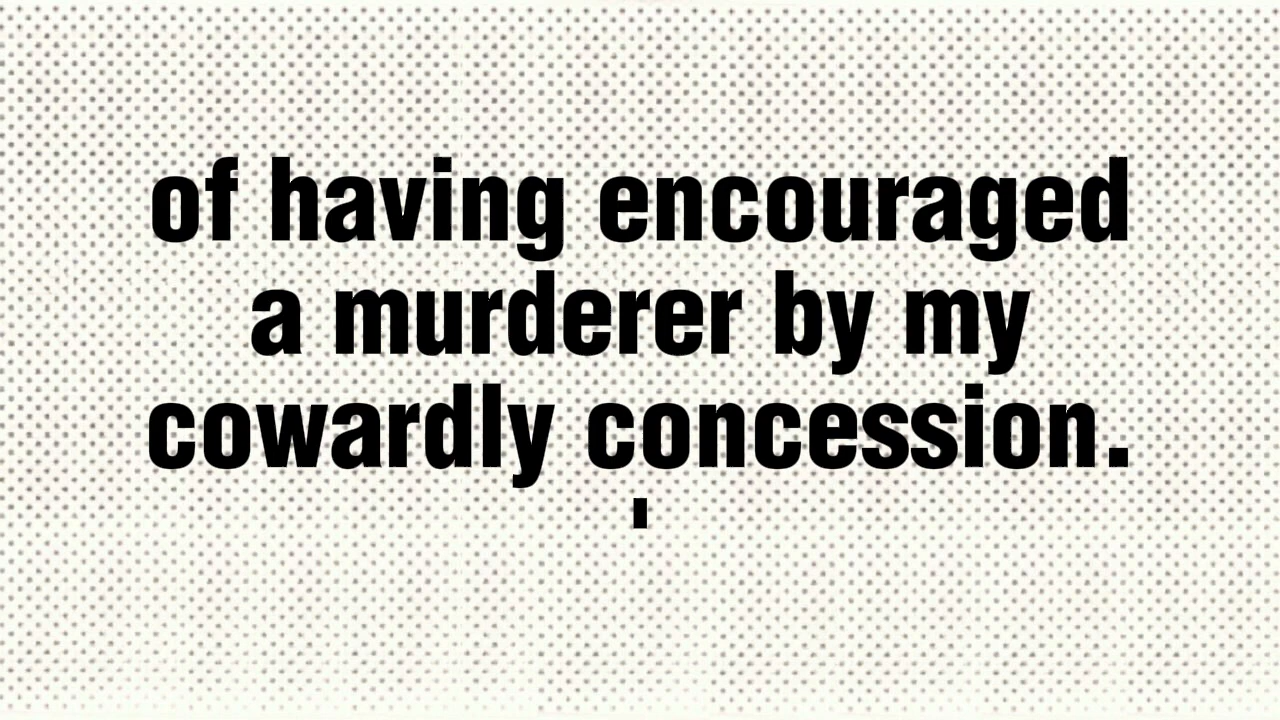 of having encouraged
a murderer by my
cowardly concession.
'